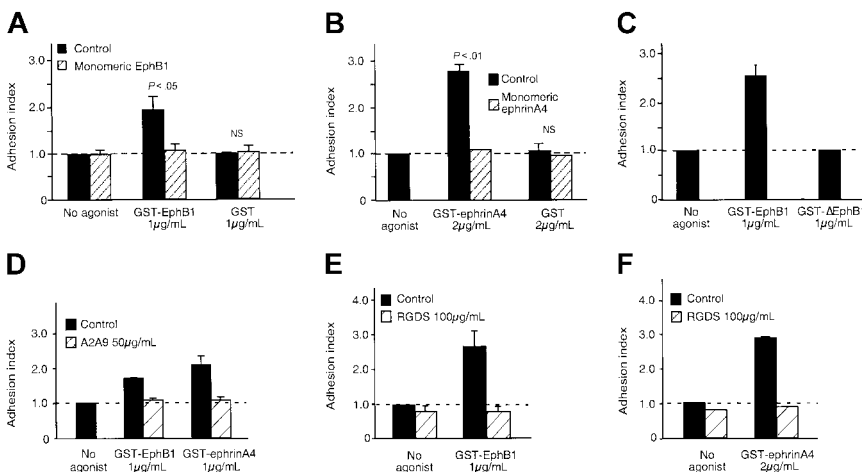 A
Adhesion index
3.0
2.0
1.0
0
Control
Monomeric EphB1
P< .05
NS
No agonist
GST-EphB1
1µg/mL
GST
1µg/mL
B
Adhesion index
3.0
2.0
1.0
0
P< .01
Control
Monomeric
ephrinA4
NS
No
agonist
GST-ephrinA4
2µg/mL
GST
2µg/mL
C
Adhesion index
3.0
2.0
1.0
0
No
agonist
GST-EphB1
1µg/mL
GST-ΔEphB1
1µg/mL
D
Adhesion index
3.0
2.0
1.0
0
Control
A2A9 50µg/mL
No
agonist
GST-EphB1
1µg/mL
GST-ephrinA4
1µg/mL
E
Adhesion index
4.0
3.0
2.0
1.0
0
Control
RGDS 100µg/mL
No
agonist
GST-EphB1
1µg/mL
F
Adhesion index
4.0
3.0
2.0
1.0
0
Control
RGDS 100µg/mL
No
agonist
GST-ephrinA4
2µg/mL